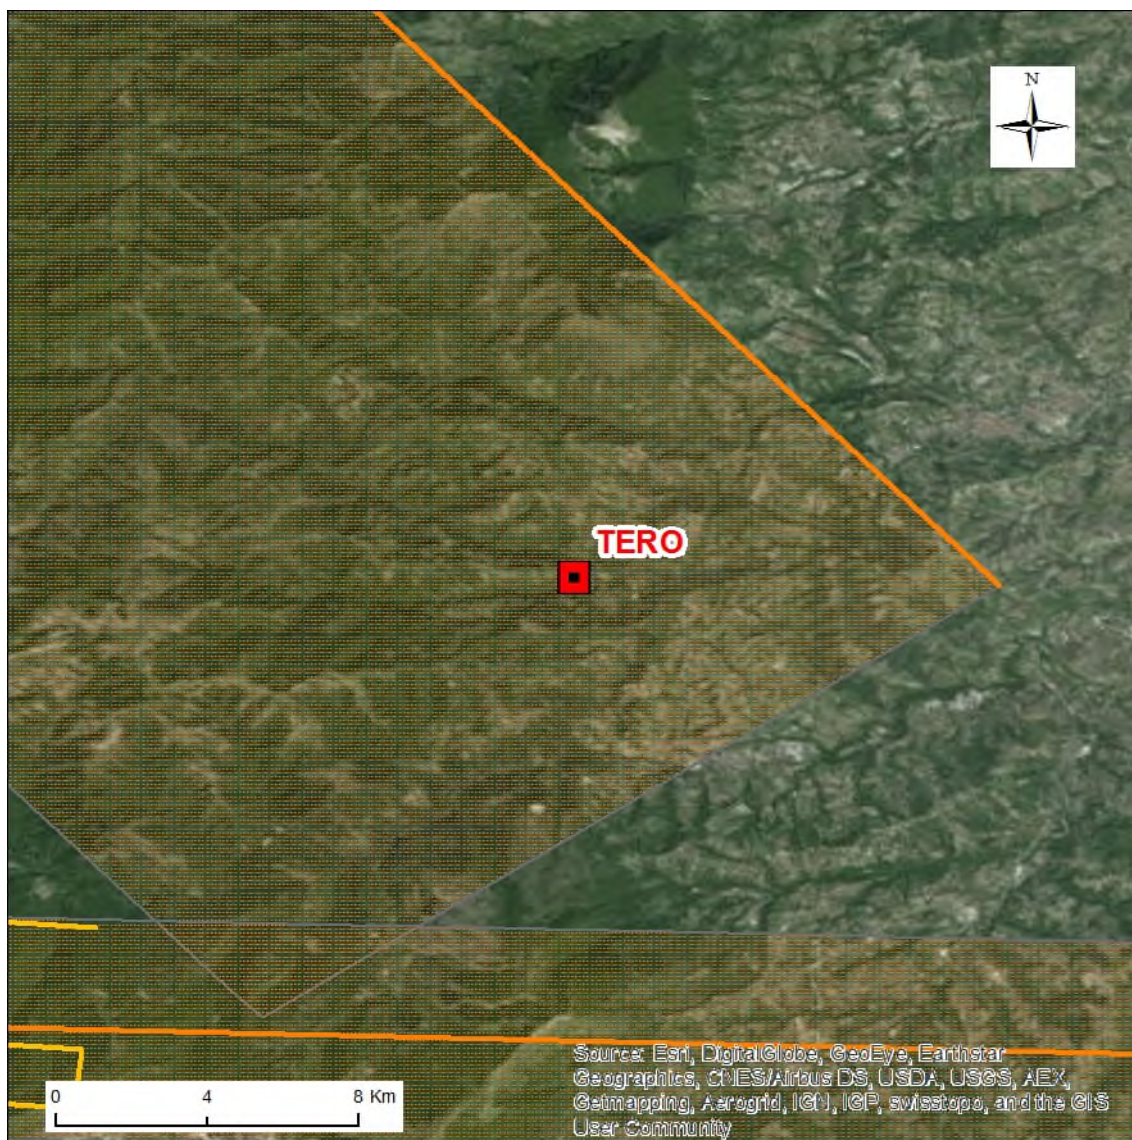 N
TERO
Source: Esri, DigitalGlobe, GeoEye, Earthstar
Geographics, CNES/Airbus DS, USDA, USGS, AEX,
Getmapping, Aerogrid, IGN, IGP, swisstopo, and the GIS
User Community
0 4 8 Km